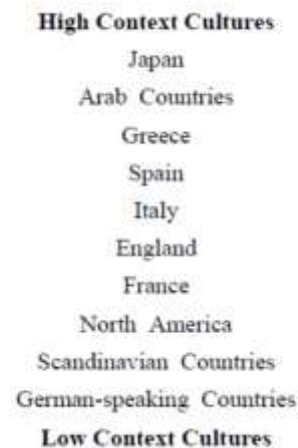 High Context Cultures
Japan
Arab Countries
Greece
Spain
Italy
England
France
North America
Scandinavian Countries
German-speaking Countries
Low Context Cultures